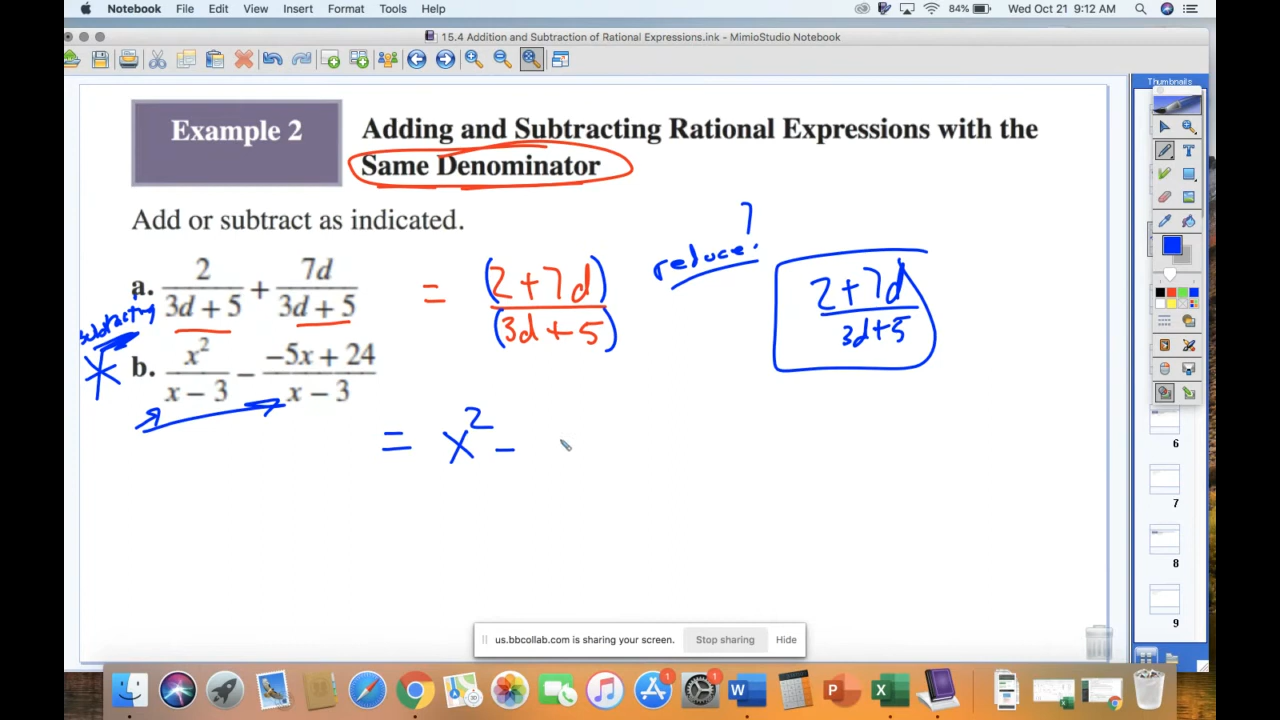 Notebook File Edit View Insert Format Tools Help 84% Wed Oct 21 9:12 AM
15.4 Addition and Subtraction of Rational Expressions.ink - MimioStudio Notebook
Thumbnails
Example 2 Adding and Subtracting Rational Expressions with the
Same Denominator
Add or subtract as indicated.
reduce?
a. 2/(3d + 5) + 7d/(3d + 5) = (2+7d)/(3d+5) 2+7d/3d+5
subtracting
b. x²/(x − 3) − (−5x + 24)/(x − 3)
= x² −
6
7
8
9
us.bbcollab.com is sharing your screen. Stop sharing Hide